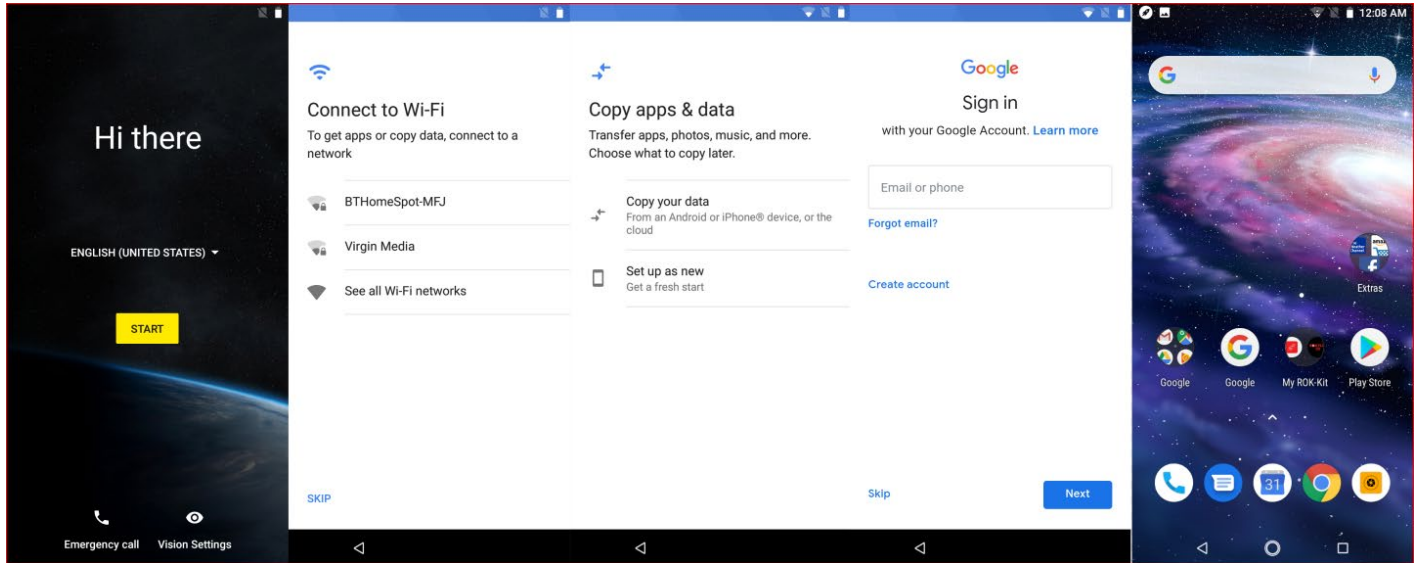 Hi there
ENGLISH (UNITED STATES)
START
Emergency call
Vision Settings
Connect to Wi-Fi
To get apps or copy data, connect to a
network
BTHomeSpot-MFJ
Virgin Media
See all Wi-Fi networks
SKIP
Copy apps & data
Transfer apps, photos, music, and more.
Choose what to copy later.
Copy your data
From an Android or iPhone® device, or the
cloud
Set up as new
Get a fresh start
Google
Sign in
with your Google Account. Learn more
Email or phone
Forgot email?
Create account
Skip
Next
12:08 AM
G
Extras
Google
Google
My ROK-Kit
Play Store
31